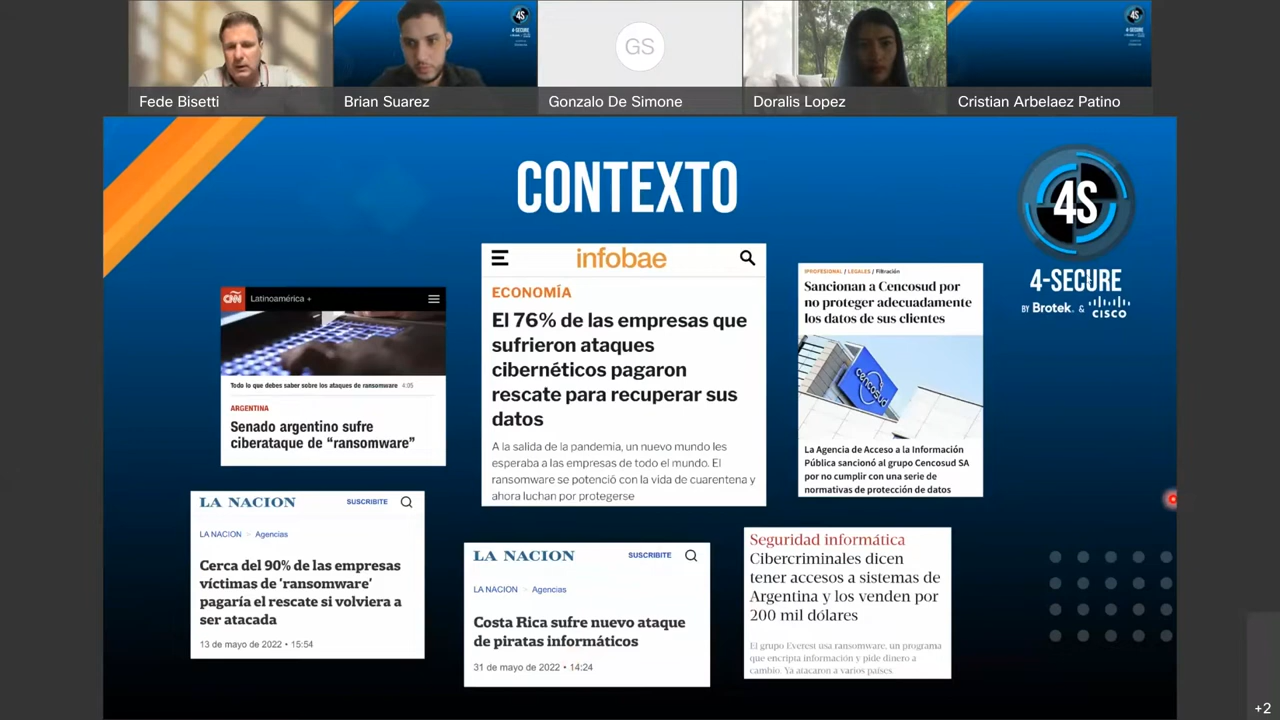 GS
Fede Bisetti
Brian Suarez
Gonzalo De Simone
Doralis Lopez
Cristian Arbelaez Patino
CONTEXTO
4S
4-SECURE
BY Brotek & CISCO
CNN Latinoamérica +
Todo lo que debes saber sobre los ataques de ransomware 4:05
ARGENTINA
Senado argentino sufre
ciberataque de “ransomware”
infobae
ECONOMÍA
El 76% de las empresas que
sufrieron ataques
cibernéticos pagaron
rescate para recuperar sus
datos
A la salida de la pandemia, un nuevo mundo les
esperaba a las empresas de todo el mundo. El
ransomware se potenció con la vida de cuarentena y
ahora luchan por protegerse
IPROFESIONAL / LEGALES / Filtración
Sancionan a Cencosud por
no proteger adecuadamente
los datos de sus clientes
cencosud
La Agencia de Acceso a la Información
Pública sancionó al grupo Cencosud SA
por no cumplir con una serie de
normativas de protección de datos
LA NACION SUSCRIBITE
LA NACION > Agencias
Cerca del 90% de las empresas
víctimas de 'ransomware'
pagaría el rescate si volviera a
ser atacada
13 de mayo de 2022 • 15:54
LA NACION SUSCRIBITE
LA NACION > Agencias
Costa Rica sufre nuevo ataque
de piratas informáticos
31 de mayo de 2022 • 14:24
Seguridad informática
Cibercriminales dicen
tener accesos a sistemas de
Argentina y los venden por
200 mil dólares
El grupo Everest usa ransomware, un programa
que encripta información y pide dinero a
cambio. Ya atacaron a varios países.
+2